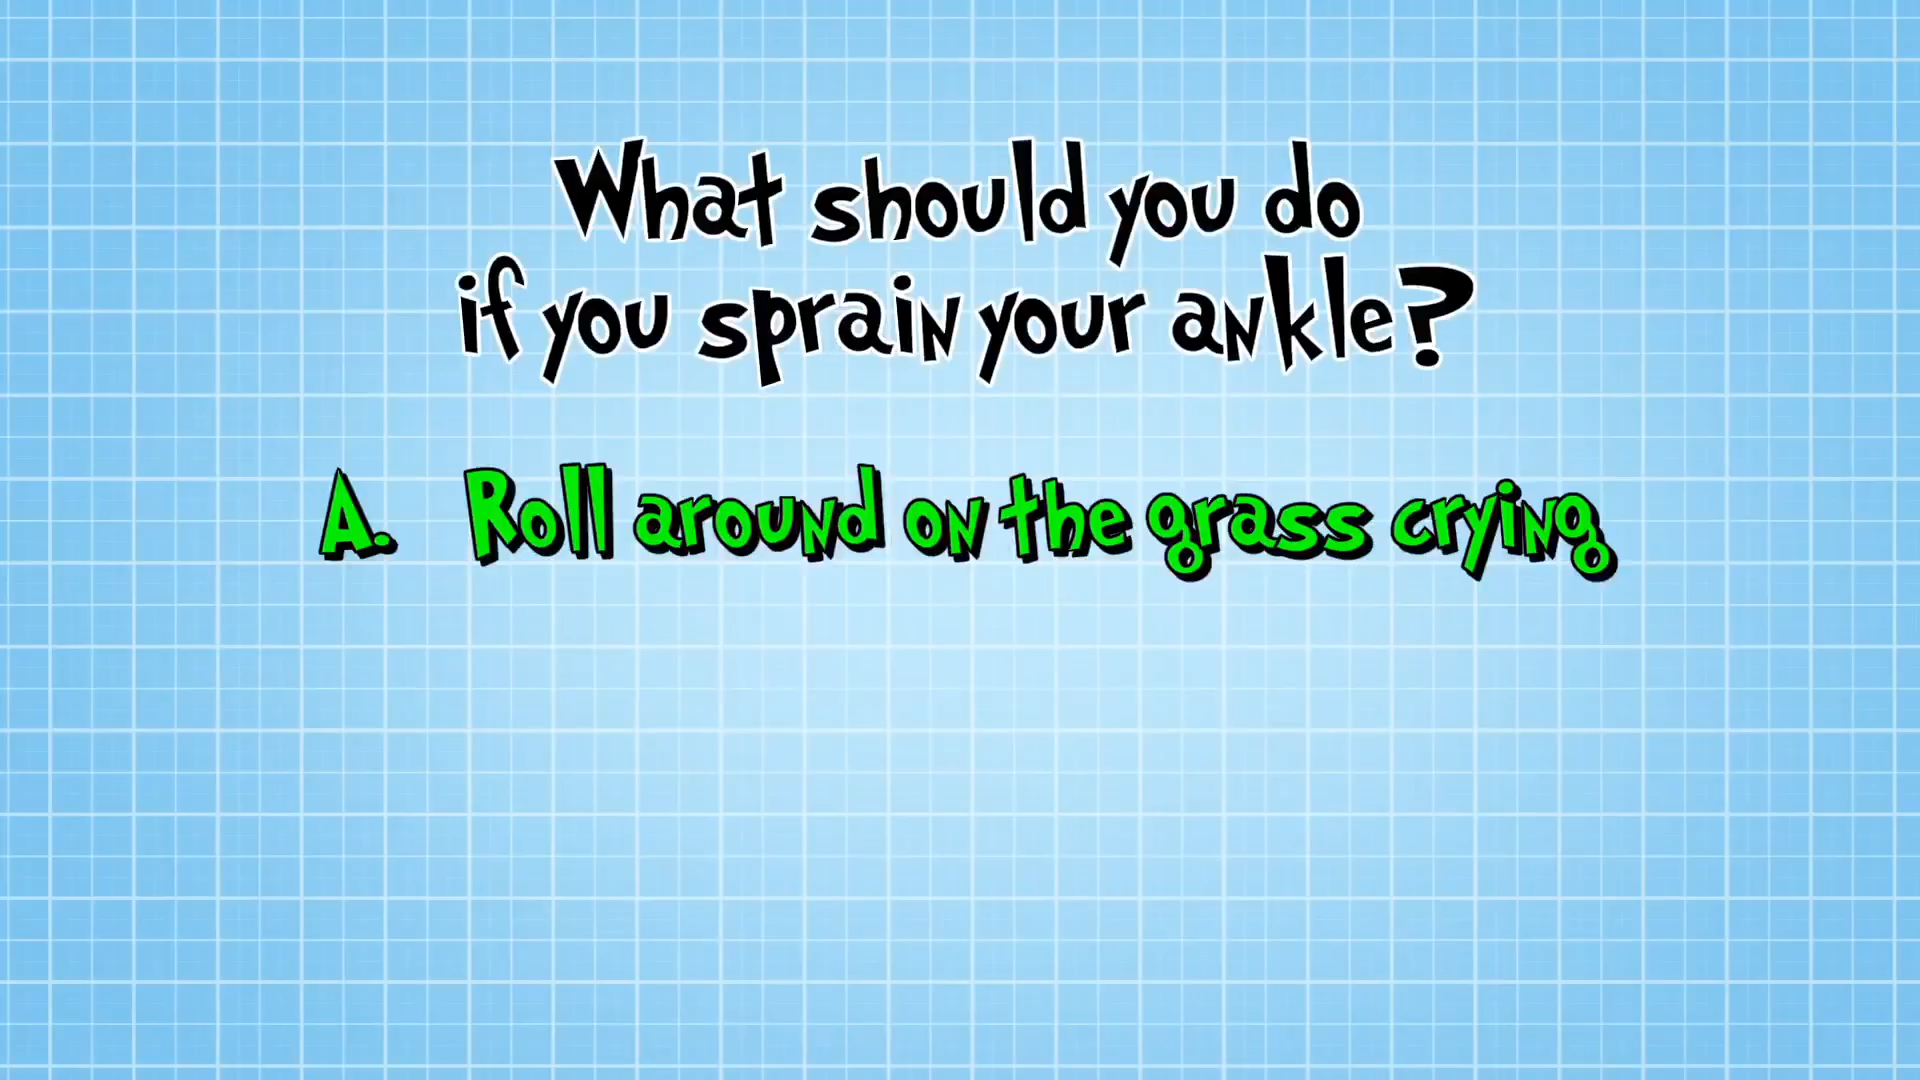 What should you do
if you sprain your ankle?
A. Roll around on the grass crying